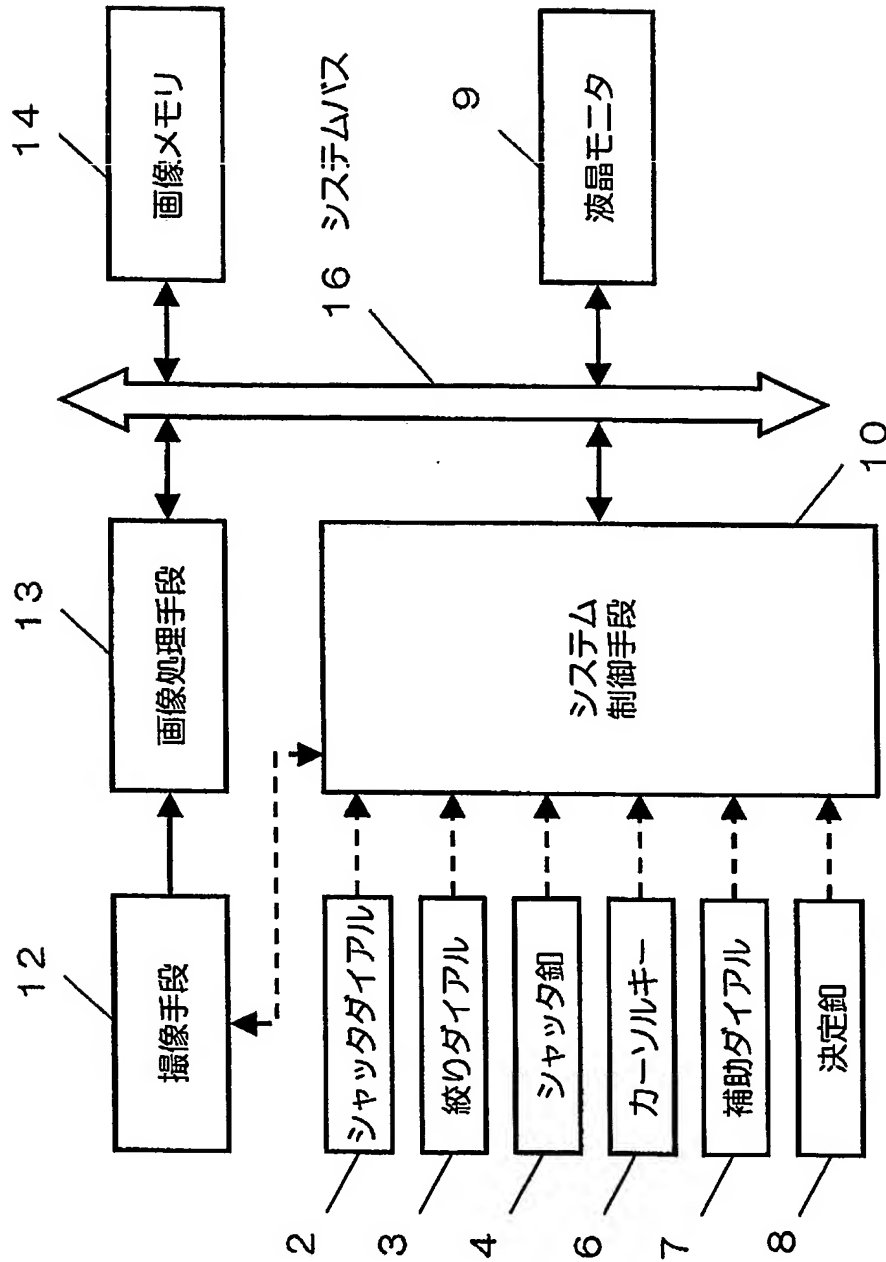 12
撮像手段
13
画像処理手段
14
画像メモリ
16 システムバス
2
シャッタダイアル
3
絞りダイアル
4
シャッタ釦
6
カーソルキー
7
補助ダイアル
8
決定釦
システム
制御手段
10
9
液晶モニタ